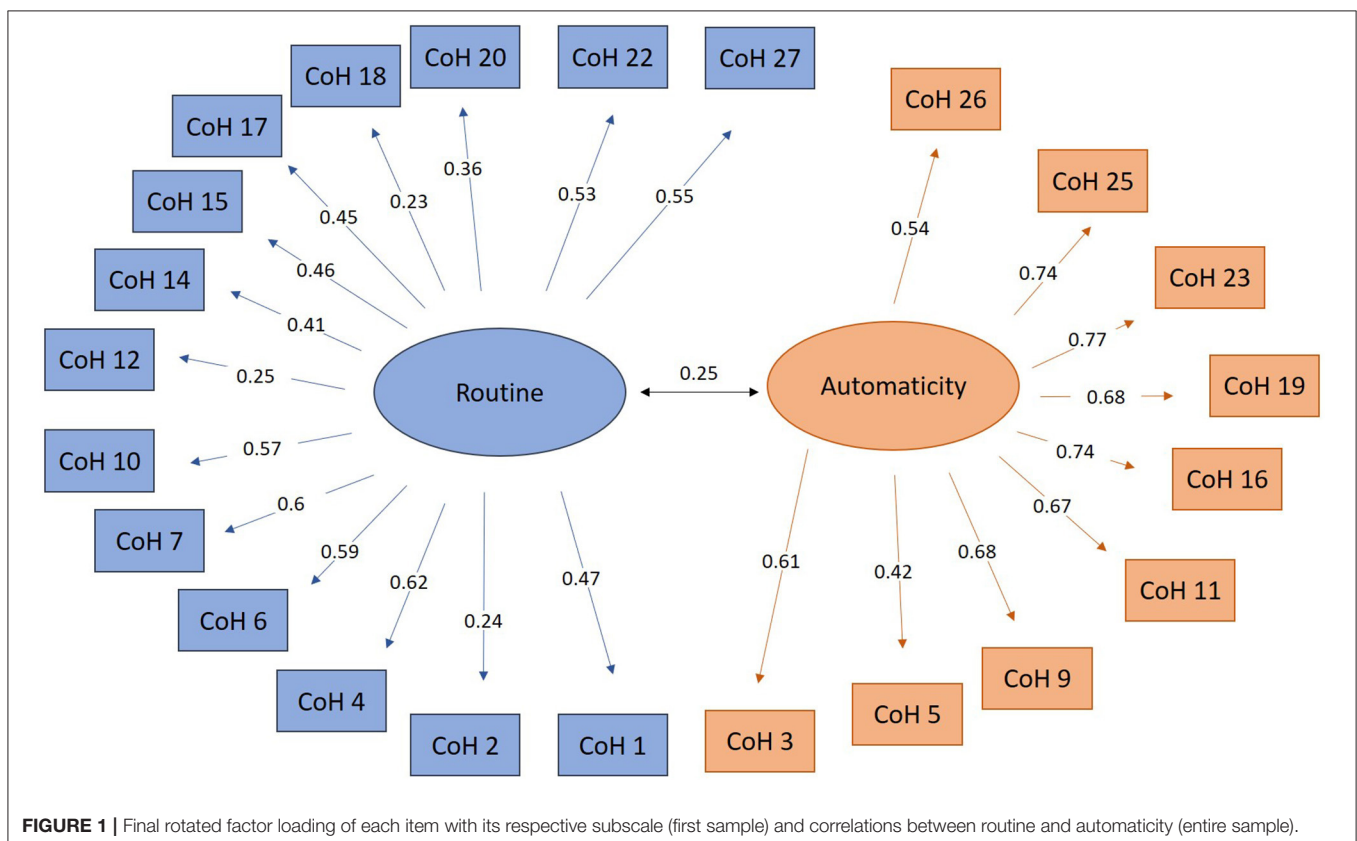 CoH 20
CoH 22
CoH 27
CoH 18
CoH 26
CoH 17
CoH 25
CoH 15
CoH 23
CoH 14
CoH 12
CoH 19
CoH 10
CoH 16
CoH 7
CoH 11
CoH 6
CoH 9
CoH 4
CoH 5
CoH 2
CoH 1
CoH 3
0.36
0.53
0.55
0.23
0.45
0.46
0.41
0.25
0.57
0.6
0.59
0.62
0.24
0.47
Routine
0.25
Automaticity
0.54
0.74
0.77
0.68
0.74
0.67
0.68
0.42
0.61
FIGURE 1 | Final rotated factor loading of each item with its respective subscale (first sample) and correlations between routine and automaticity (entire sample).